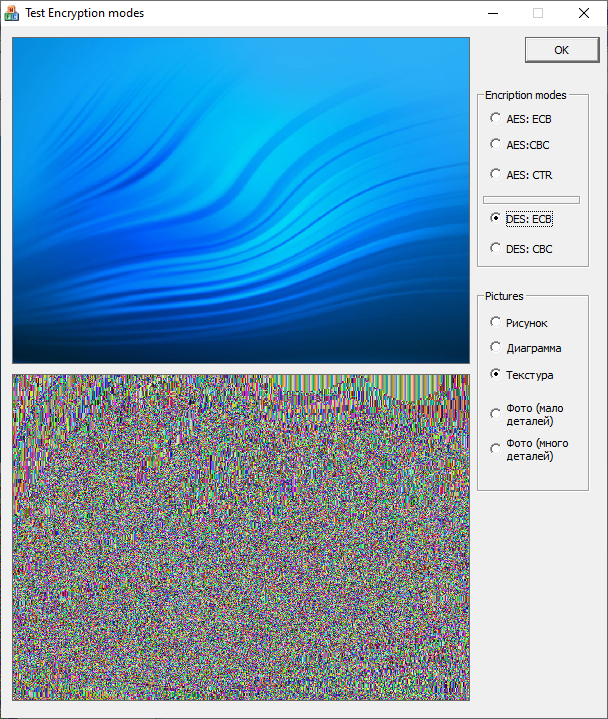 Test Encryption modes
OK
Encription modes
AES: ECB
AES:CBC
AES: CTR
DES: ECB
DES: CBC
Pictures
Рисунок
Диаграмма
Текстура
Фото (мало
деталей)
Фото (много
деталей)